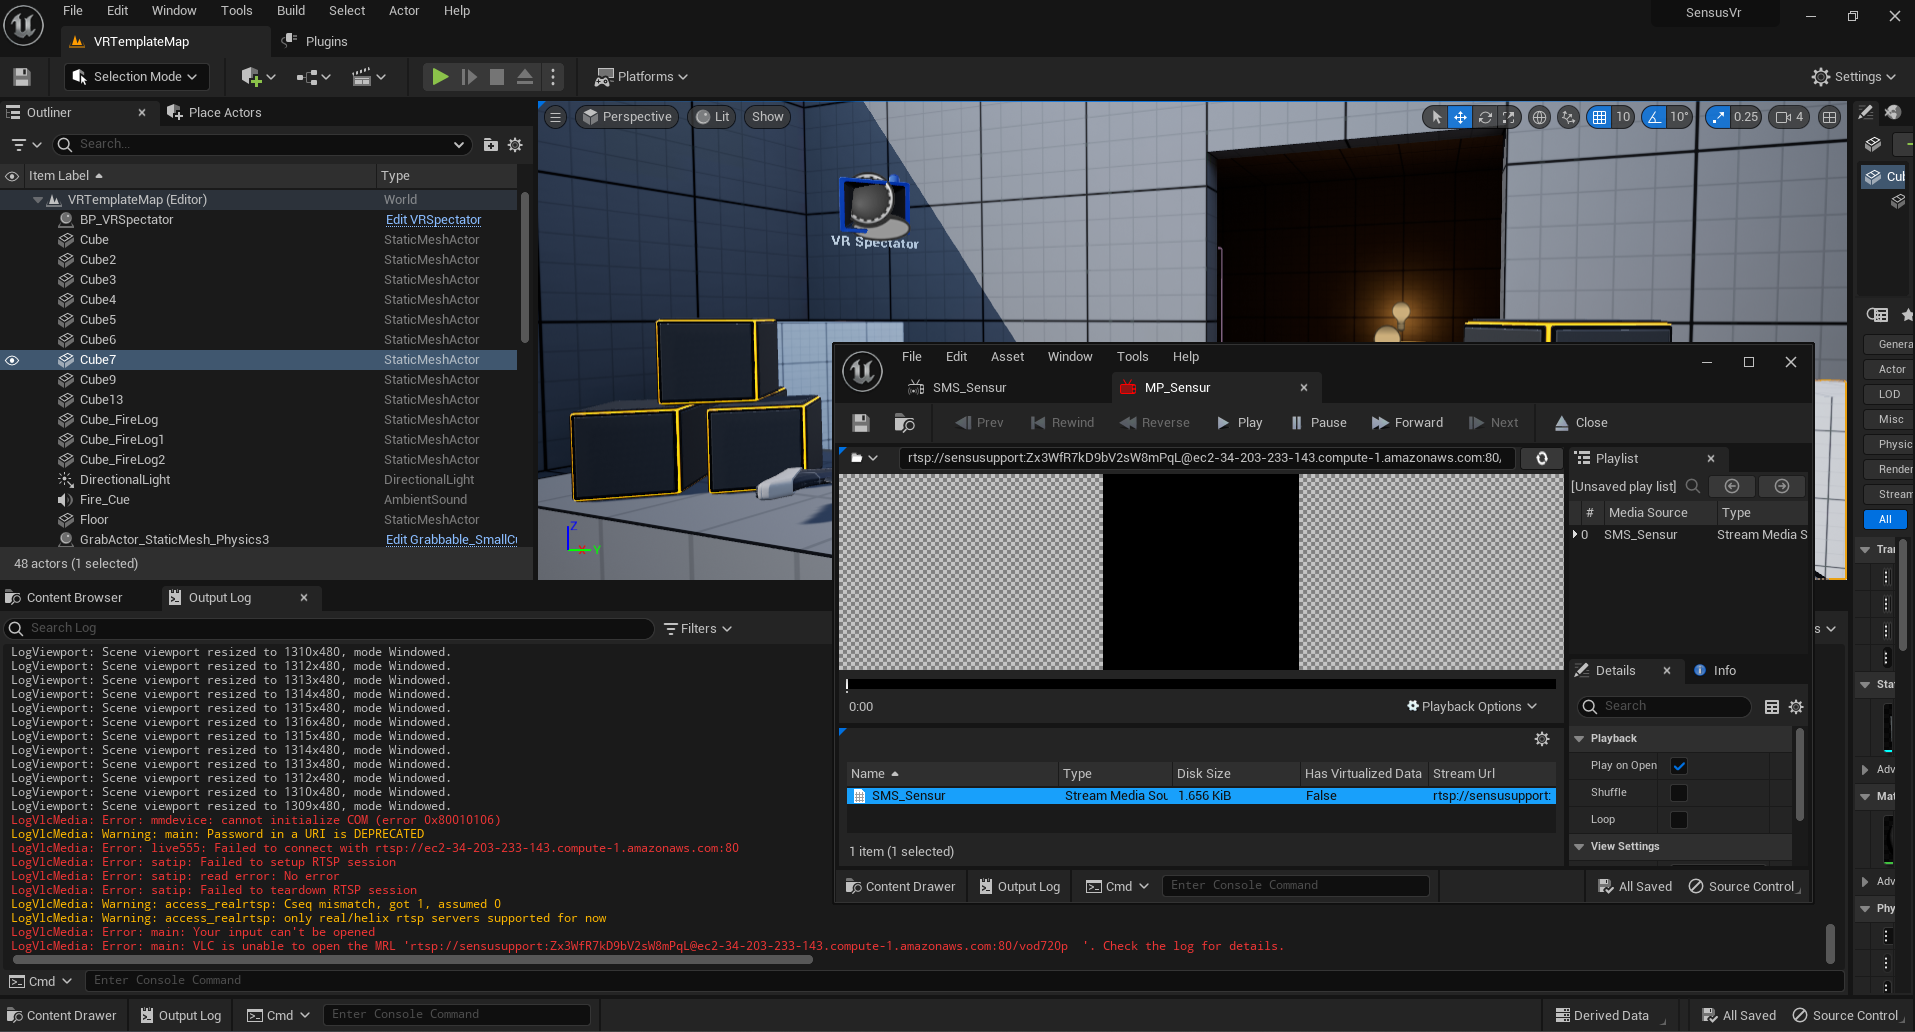 File Edit Window Tools Build Select Actor Help
SensusVr
VRTemplateMap
Plugins
Selection Mode
Platforms
Settings
Outliner
Place Actors
Search...
Item Label
Type
VRTemplateMap (Editor) World
BP_VRSpectator Edit VRSpectator
Cube StaticMeshActor
Cube2 StaticMeshActor
Cube3 StaticMeshActor
Cube4 StaticMeshActor
Cube5 StaticMeshActor
Cube6 StaticMeshActor
Cube7 StaticMeshActor
Cube9 StaticMeshActor
Cube13 StaticMeshActor
Cube_FireLog StaticMeshActor
Cube_FireLog1 StaticMeshActor
Cube_FireLog2 StaticMeshActor
DirectionalLight DirectionalLight
Fire_Cue AmbientSound
Floor StaticMeshActor
GrabActor_StaticMesh_Physics3 Edit Grabbable_SmallCu
48 actors (1 selected)
Perspective Lit Show
10 10° 0.25 4
VR Spectator
Z
X Y
Cub
Genera
Actor
LOD
Misc
Physic
Render
Stream
All
Tran
Sta
Adv
Mat
Adv
Phy
Content Browser
Output Log
Search Log
Filters
s
LogViewport: Scene viewport resized to 1310x480, mode Windowed.
LogViewport: Scene viewport resized to 1312x480, mode Windowed.
LogViewport: Scene viewport resized to 1313x480, mode Windowed.
LogViewport: Scene viewport resized to 1314x480, mode Windowed.
LogViewport: Scene viewport resized to 1315x480, mode Windowed.
LogViewport: Scene viewport resized to 1316x480, mode Windowed.
LogViewport: Scene viewport resized to 1315x480, mode Windowed.
LogViewport: Scene viewport resized to 1314x480, mode Windowed.
LogViewport: Scene viewport resized to 1313x480, mode Windowed.
LogViewport: Scene viewport resized to 1312x480, mode Windowed.
LogViewport: Scene viewport resized to 1310x480, mode Windowed.
LogViewport: Scene viewport resized to 1309x480, mode Windowed.
LogVlcMedia: Error: mmdevice: cannot initialize COM (error 0x80010106)
LogVlcMedia: Warning: main: Password in a URI is DEPRECATED
LogVlcMedia: Error: live555: Failed to connect with rtsp://ec2-34-203-233-143.compute-1.amazonaws.com:80
LogVlcMedia: Error: satip: Failed to setup RTSP session
LogVlcMedia: Error: satip: read error: No error
LogVlcMedia: Error: satip: Failed to teardown RTSP session
LogVlcMedia: Warning: access_realrtsp: Cseq mismatch, got 1, assumed 0
LogVlcMedia: Warning: access_realrtsp: only real/helix rtsp servers supported for now
LogVlcMedia: Error: main: Your input can't be opened
LogVlcMedia: Error: main: VLC is unable to open the MRL 'rtsp://sensusupport:Zx3WfR7kD9bV2sW8mPqL@ec2-34-203-233-143.compute-1.amazonaws.com:80/vod720p  '. Check the log for details.
Cmd
Enter Console Command
File Edit Asset Window Tools Help
SMS_Sensur
MP_Sensur
Prev Rewind Reverse Play Pause Forward Next Close
rtsp://sensusupport:Zx3WfR7kD9bV2sW8mPqL@ec2-34-203-233-143.compute-1.amazonaws.com:80/
Playlist
[Unsaved play list]
# Media Source Type
0 SMS_Sensur Stream Media S
0:00
Playback Options
Name Type Disk Size Has Virtualized Data Stream Url
SMS_Sensur Stream Media Sou 1.656 KiB False rtsp://sensusupport:
1 item (1 selected)
Details
Info
Search
Playback
Play on Open
Shuffle
Loop
View Settings
Content Drawer Output Log Cmd Enter Console Command All Saved Source Control
Content Drawer Output Log Cmd Enter Console Command Derived Data All Saved Source Control